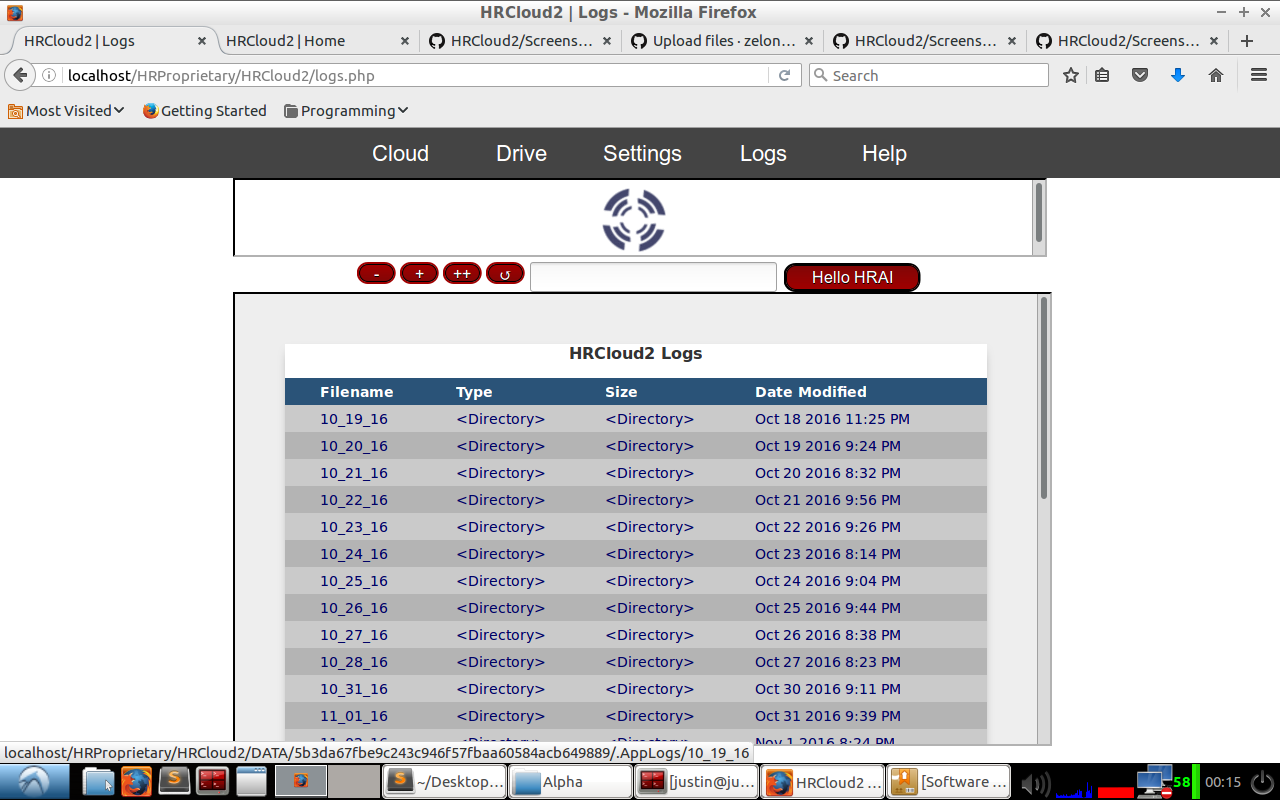 HRCloud2 | Logs - Mozilla Firefox
HRCloud2 | Logs
HRCloud2 | Home
HRCloud2/Screens...
Upload files · zelon...
HRCloud2/Screens...
HRCloud2/Screens...
localhost/HRProprietary/HRCloud2/logs.php
Search
Most Visited
Getting Started
Programming
Cloud Drive Settings Logs Help
- + ++ ↺ Hello HRAI
HRCloud2 Logs
Filename Type Size Date Modified
10_19_16 <Directory> <Directory> Oct 18 2016 11:25 PM
10_20_16 <Directory> <Directory> Oct 19 2016 9:24 PM
10_21_16 <Directory> <Directory> Oct 20 2016 8:32 PM
10_22_16 <Directory> <Directory> Oct 21 2016 9:56 PM
10_23_16 <Directory> <Directory> Oct 22 2016 9:26 PM
10_24_16 <Directory> <Directory> Oct 23 2016 8:14 PM
10_25_16 <Directory> <Directory> Oct 24 2016 9:04 PM
10_26_16 <Directory> <Directory> Oct 25 2016 9:44 PM
10_27_16 <Directory> <Directory> Oct 26 2016 8:38 PM
10_28_16 <Directory> <Directory> Oct 27 2016 8:23 PM
10_31_16 <Directory> <Directory> Oct 30 2016 9:11 PM
11_01_16 <Directory> <Directory> Oct 31 2016 9:39 PM
Nov 1 2016 8:24 PM
localhost/HRProprietary/HRCloud2/DATA/5b3da67fbe9c243c946f57fbaa60584acb649889/.AppLogs/10_19_16
~/Desktop...
Alpha
[justin@ju...
HRCloud2 ...
[Software ...
58
00:15